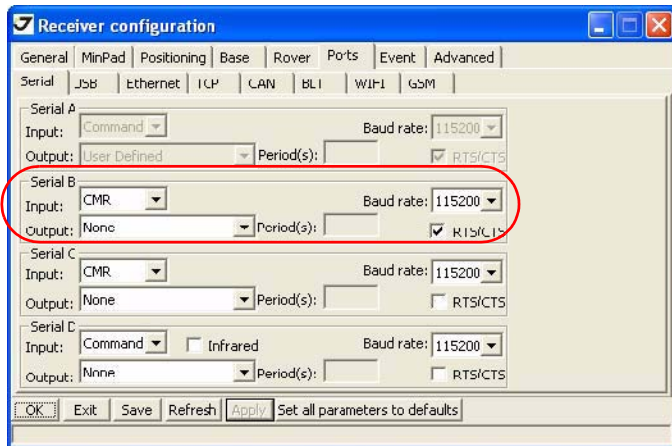 Receiver configuration
General MinPad Positioning Base Rover Ports Event Advanced
Serial USB Ethernet TCP CAN BLT WIFI GSM
Serial A
Input: Command Baud rate: 115200
Output: User Defined Period(s): RTS/CTS
Serial B
Input: CMR Baud rate: 115200
Output: None Period(s): RTS/CTS
Serial C
Input: CMR Baud rate: 115200
Output: None Period(s): RTS/CTS
Serial D
Input: Command Infrared Baud rate: 115200
Output: None Period(s): RTS/CTS
OK Exit Save Refresh Apply Set all parameters to defaults